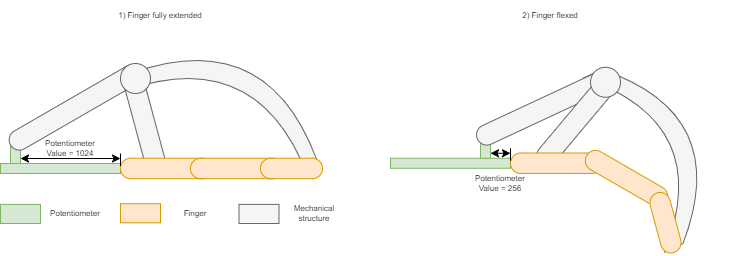 1) Finger fully extended
2) Finger flexed
Potentiometer
Value = 1024
Potentiometer
Value = 256
Potentiometer
Finger
Mechanical
structure